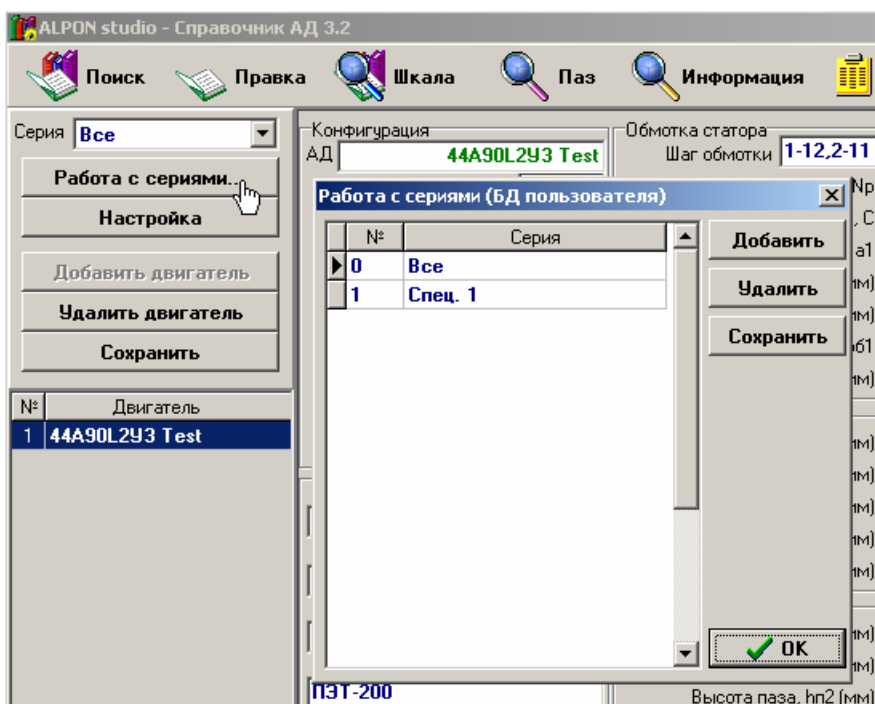 ALPON studio - Справочник АД 3.2
Поиск Правка Шкала Паз Информация
Серия Все
Работа с сериями...
Настройка
Добавить двигатель
Удалить двигатель
Сохранить
№ Двигатель
1 44А90L2У3 Test
Конфигурация
АД 44А90L2У3 Test
Обмотка статора
Шаг обмотки 1-12,2-11
Работа с сериями (БД пользователя)
№ Серия
0 Все
1 Спец. 1
Добавить
Удалить
Сохранить
OK
ПЭТ-200
Высота паза, hп2 (мм)